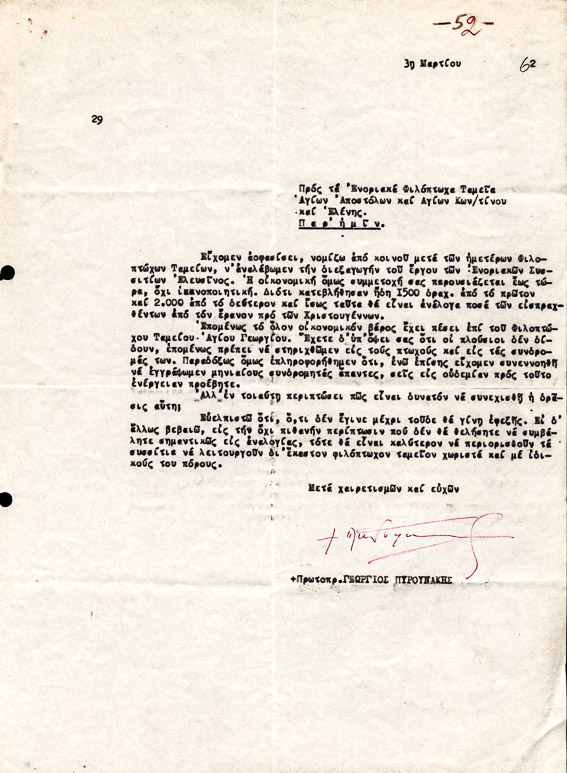 -52-
3η Μαρτίου 62
29
Πρός τά Ἐνοριακά Φιλόπτωχα Ταμεῖα
Ἁγίων Ἀποστόλων καί Ἁγίων Κων/τίνου
καί Ἑλένης.
Π α ρ' ἡ μ ῖ ν.
Εἴχομεν ἀοφασίσει, νομίζω ἀπό κοινοῦ μετά τῶν ἡμετέρων Φιλο-
πτώχων Ταμείων, ν'ἀναλάβωμεν τήν διεξαγωγήν τοῦ ἔργου τῶν Ἐνοριακῶν Συσ-
σιτίων Ἐλευσῖνος. Ἡ οἰκονομική ὅμως συμμετοχή σας παρουσιάζεται ἕως τώ-
ρα, ὄχι ἱκανοποιητική. Διότι κατεβλήθησαν ἤδη 1500 δραχ. ἀπό τό πρῶτον
καί 2.000 ἀπό τό δεύτερον καί ἴσως ταῦτα θά εἶναι ἀνάλογα ποσά τῶν εἰσπραχ-
θέντων ἀπό τόν ἔρανον πρό τῶν Χριστουγέννων.
Ἑπομένως τό ὅλον οἰκονομικόν βάρος ἔχει πέσει ἐπί τοῦ Φιλοπτώ-
χου Ταμείου Ἁγίου Γεωργίου. Ἔχετε δ'ὑπ'ὄψει σας ὅτι οἱ πλούσιοι δέν δί-
δουν, ἑπομένως πρέπει νά στηριχθῶμεν εἰς τούς πτωχούς καί εἰς τάς συνδρο-
μάς των. Παραδόξως ὅμως ἐπληροφορήθημεν ὅτι, ἐνῶ ἐπίσης εἴχομεν συνεννοηθῆ
νά ἐγγράψωμεν μηνιαίους συνδρομητάς ἅπαντες, σεῖς εἰς οὐδεμίαν πρός τοῦτο
ἐνέργειαν προέβητε.
Ἀλλ'ἐν τοιαύτῃ περιπτώσει πῶς εἶναι δυνατόν νά συνεχισθῇ ἡ δρᾶ-
σις αὕτη;
Εὐελπιστῶ ὅτι, ὅ,τι δέν ἔγινε μέχρι τοῦδε θά γίνῃ ἐφεξῆς. Εἰ δ'
ἄλλως βεβαιῶ, εἰς τήν ὄχι πιθανήν περίπτωσιν πού δέν θά θελήσητε νά συμβά-
λητε σημαντικῶς εἰς ἀναλογίας, τότε θά εἶναι καλύτερον νά περιορισθοῦν τά
συσσίτια νά λειτουργοῦν δι'ἕκαστον φιλόπτωχον ταμεῖον χωριστά καί μέ ἰδι-
κούς του πόρους.
Μετά χαιρετισμῶν καί εὐχῶν
+Πρωτοπρ.ΓΕΩΡΓΙΟΣ ΠΥΡΟΥΝΑΚΗΣ